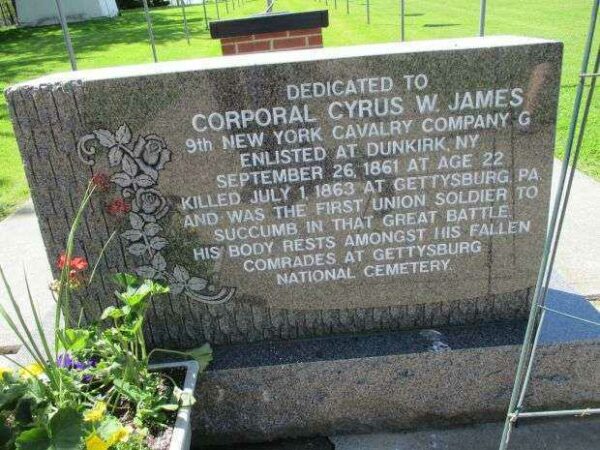 DEDICATED TO
CORPORAL CYRUS W. JAMES
9th NEW YORK CAVALRY COMPANY G
ENLISTED AT DUNKIRK, NY
SEPTEMBER 26, 1861 AT AGE 22
KILLED JULY 1, 1863 AT GETTYSBURG, PA
AND WAS THE FIRST UNION SOLDIER TO
SUCCUMB IN THAT GREAT BATTLE.
HIS BODY RESTS AMONGST HIS FALLEN
COMRADES AT GETTYSBURG
NATIONAL CEMETERY.